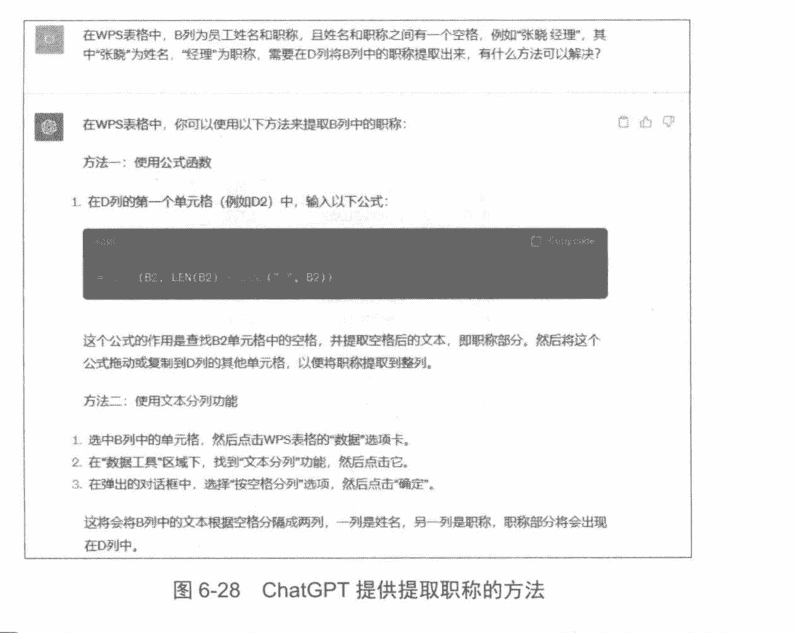 在WPS表格中，B列为员工姓名和职称，且姓名和职称之间有一个空格，例如“张晓 经理”，其
中“张晓”为姓名，“经理”为职称，需要在D列将B列中的职称提取出来，有什么方法可以解决？
在WPS表格中，你可以使用以下方法来提取B列中的职称：
方法一：使用公式函数
1. 在D列的第一个单元格（例如D2）中，输入以下公式：
Copy code
= (B2, LEN(B2) - (" ", B2))
这个公式的作用是查找B2单元格中的空格，并提取空格后的文本，即职称部分。然后将这个
公式拖动或复制到D列的其他单元格，以便将职称提取到整列。
方法二：使用文本分列功能
1. 选中B列中的单元格，然后点击WPS表格的“数据”选项卡。
2. 在“数据工具”区域下，找到“文本分列”功能，然后点击它。
3. 在弹出的对话框中，选择“按空格分列”选项，然后点击“确定”。
这将会将B列中的文本根据空格分隔成两列，一列是姓名，另一列是职称，职称部分将会出现
在D列中。
图 6-28 ChatGPT 提供提取职称的方法